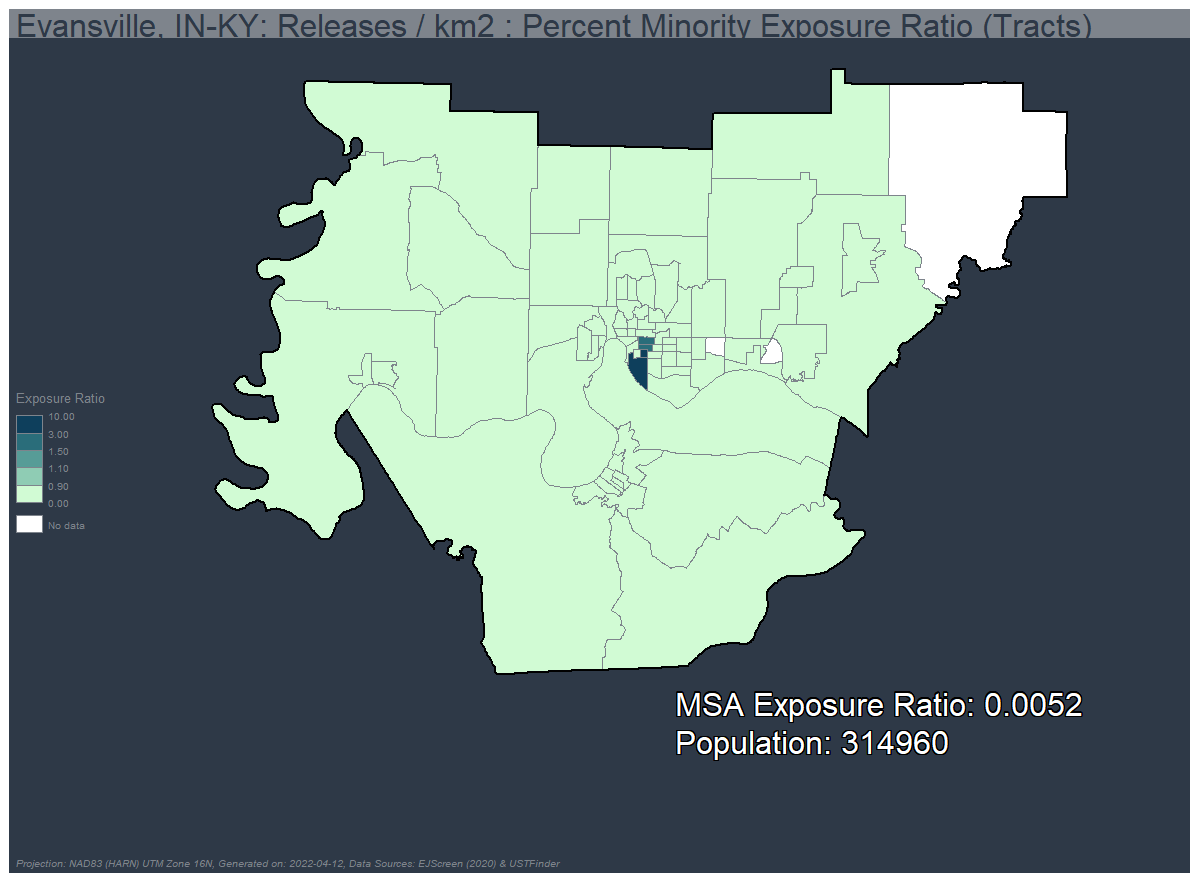 Evansville, IN-KY: Releases / km2 : Percent Minority Exposure Ratio (Tracts)
Exposure Ratio
10.00
3.00
1.50
1.10
0.90
0.00
No data
MSA Exposure Ratio: 0.0052
Population: 314960
Projection: NAD83 (HARN) UTM Zone 16N, Generated on: 2022-04-12, Data Sources: EJScreen (2020) & USTFinder